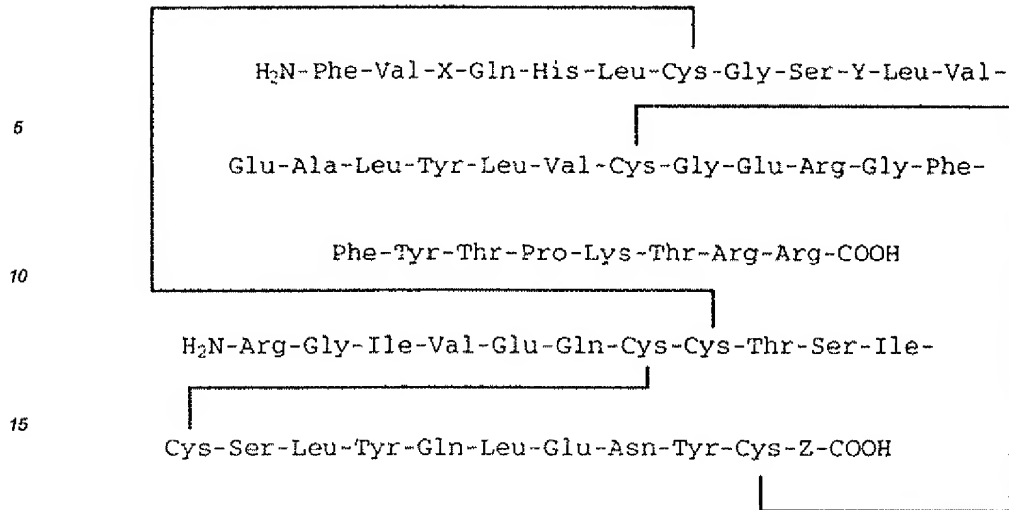 H₂N-Phe-Val-X-Gln-His-Leu-Cys-Gly-Ser-Y-Leu-Val-
5
Glu-Ala-Leu-Tyr-Leu-Val-Cys-Gly-Glu-Arg-Gly-Phe-
Phe-Tyr-Thr-Pro-Lys-Thr-Arg-Arg-COOH
10
H₂N-Arg-Gly-Ile-Val-Glu-Gln-Cys-Cys-Thr-Ser-Ile-
15
Cys-Ser-Leu-Tyr-Gln-Leu-Glu-Asn-Tyr-Cys-Z-COOH